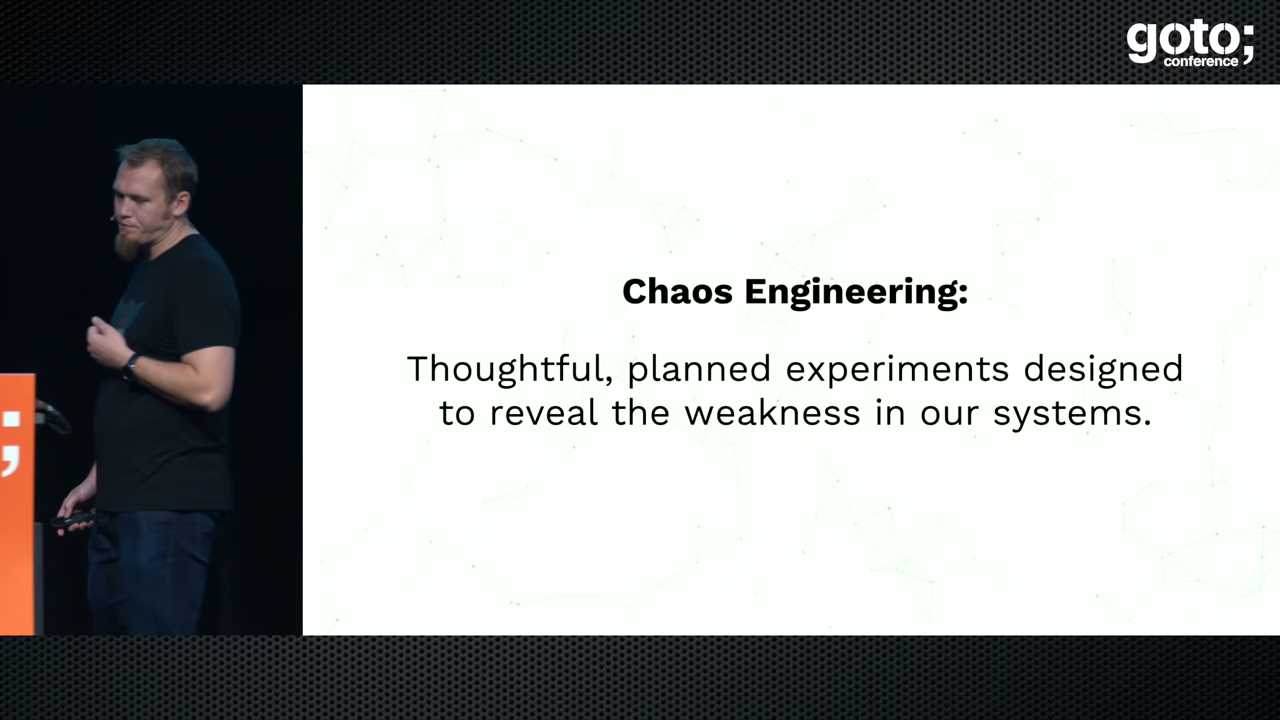 goto;
conference
Chaos Engineering:
Thoughtful, planned experiments designed
to reveal the weakness in our systems.
;